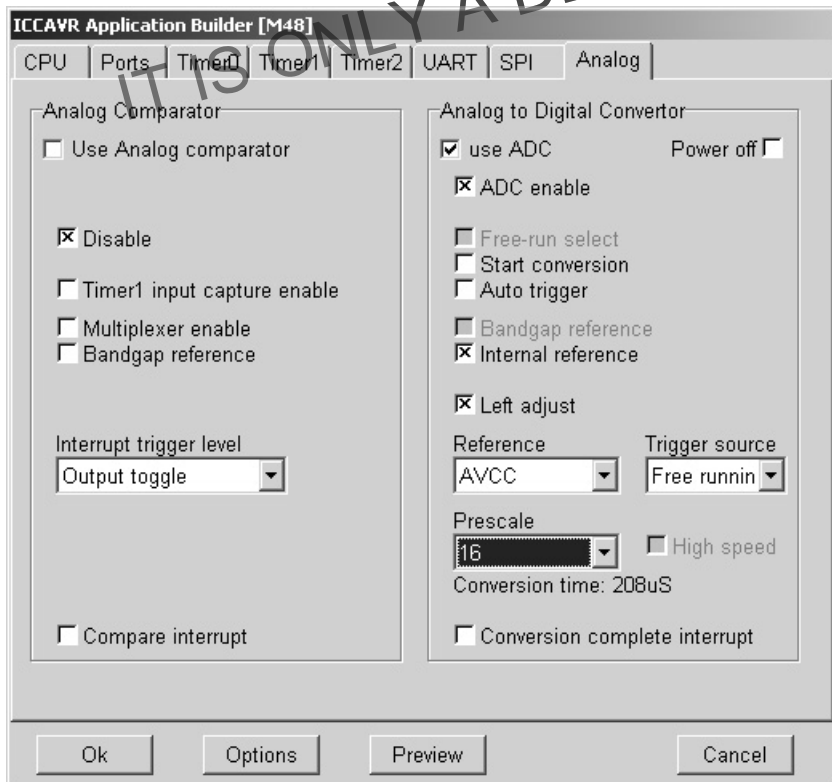 ICCAVR Application Builder [M48]
IT IS ONLY A
CPU Ports Timer0 Timer1 Timer2 UART SPI Analog
Analog Comparator
Use Analog comparator
Disable
Timer1 input capture enable
Multiplexer enable
Bandgap reference
Interrupt trigger level
Output toggle
Compare interrupt
Analog to Digital Convertor
use ADC Power off
ADC enable
Free-run select
Start conversion
Auto trigger
Bandgap reference
Internal reference
Left adjust
Reference Trigger source
AVCC Free runnin
Prescale
16 High speed
Conversion time: 208uS
Conversion complete interrupt
Ok Options Preview Cancel